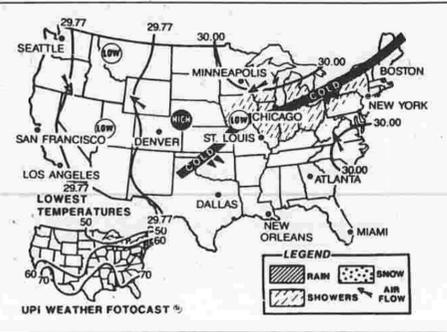 29.77
29.77
30.00
SEATTLE
LOW
MINNEAPOLIS
30.00
BOSTON
COLD
NEW YORK
30.00
HIGH
LOW
CHICAGO
LOW
SAN FRANCISCO
DENVER
ST. LOUIS
COLD
LOS ANGELES
29.77
30.00
ATLANTA
LOWEST
TEMPERATURES
50
29.77
DALLAS
50
60
NEW
ORLEANS
MIAMI
60
70
70
LEGEND
RAIN
SNOW
SHOWERS
AIR
FLOW
UPI WEATHER FOTOCAST ®